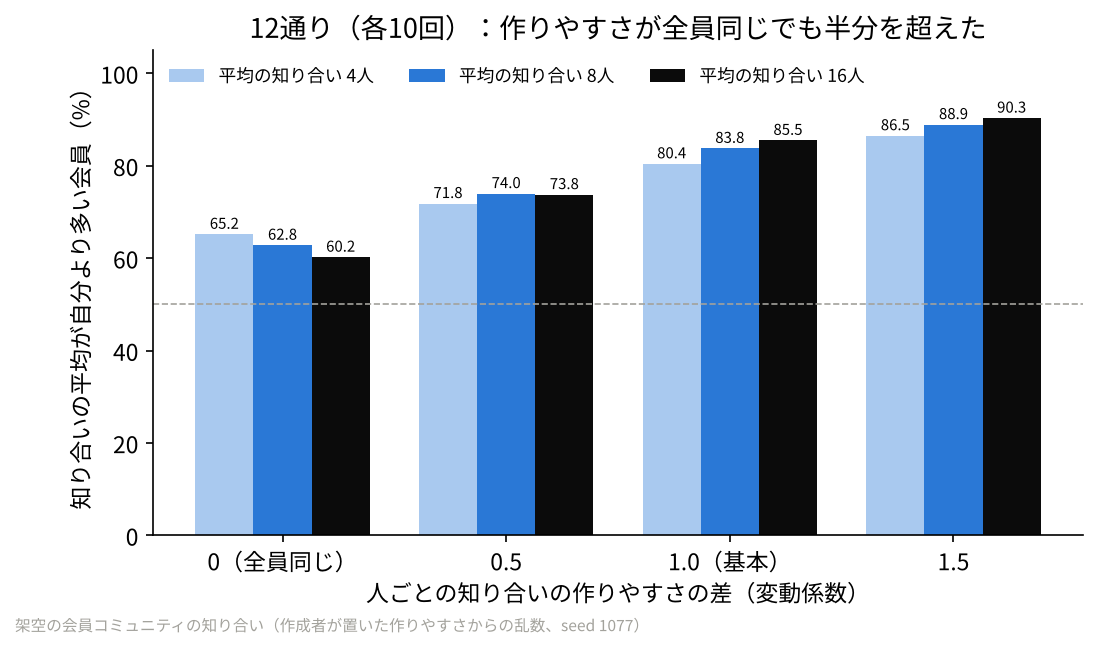 12通り（各10回）：作りやすさが全員同じでも半分を超えた
平均の知り合い 4人
平均の知り合い 8人
平均の知り合い 16人
知り合いの平均が自分より多い会員（%）
100
80
60
40
20
0
65.2
62.8
60.2
71.8
74.0
73.8
80.4
83.8
85.5
86.5
88.9
90.3
0（全員同じ）
0.5
1.0（基本）
1.5
人ごとの知り合いの作りやすさの差（変動係数）
架空の会員コミュニティの知り合い（作成者が置いた作りやすさからの乱数、seed 1077）